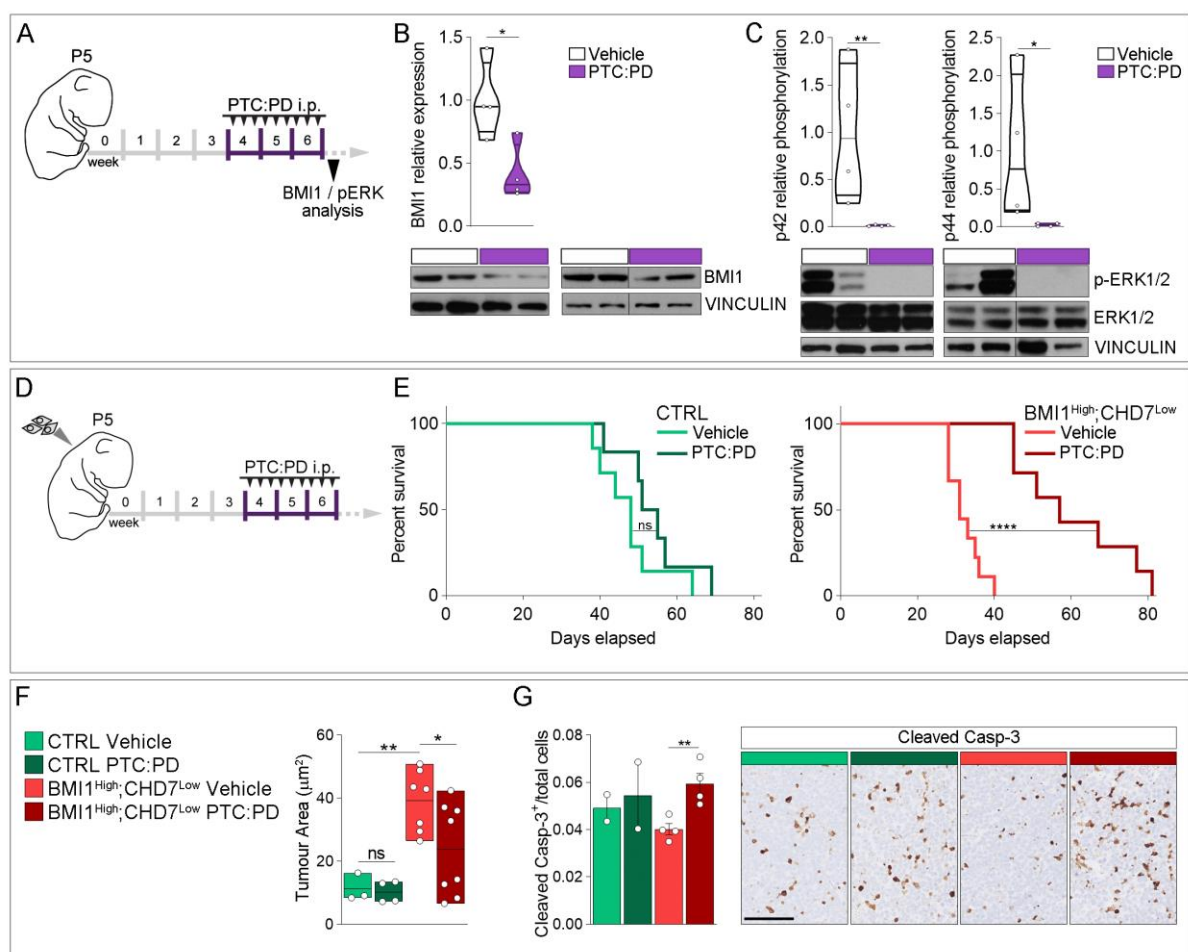 A
P5
PTC:PD i.p.
0 1 2 3 4 5 6
week
BMI1 / pERK
analysis
B
BMI1 relative expression
1.5
1.0
0.5
0.0
*
Vehicle
PTC:PD
BMI1
VINCULIN
C
p42 relative phosphorylation
2.0
1.5
1.0
0.5
0.0
**
p44 relative phosphorylation
2.5
2.0
1.5
1.0
0.5
0.0
*
Vehicle
PTC:PD
p-ERK1/2
ERK1/2
VINCULIN
D
P5
PTC:PD i.p.
0 1 2 3 4 5 6
week
E
CTRL
Vehicle
PTC:PD
Percent survival
100
50
0
ns
0 20 40 60 80
Days elapsed
BMI1High;CHD7Low
Vehicle
PTC:PD
Percent survival
100
50
0
****
0 20 40 60 80
Days elapsed
F
CTRL Vehicle
CTRL PTC:PD
BMI1High;CHD7Low Vehicle
BMI1High;CHD7Low PTC:PD
Tumour Area (µm2)
60
40
20
0
** *
ns
G
Cleaved Casp-3+/total cells
0.08
0.06
0.04
0.02
0.00
**
Cleaved Casp-3